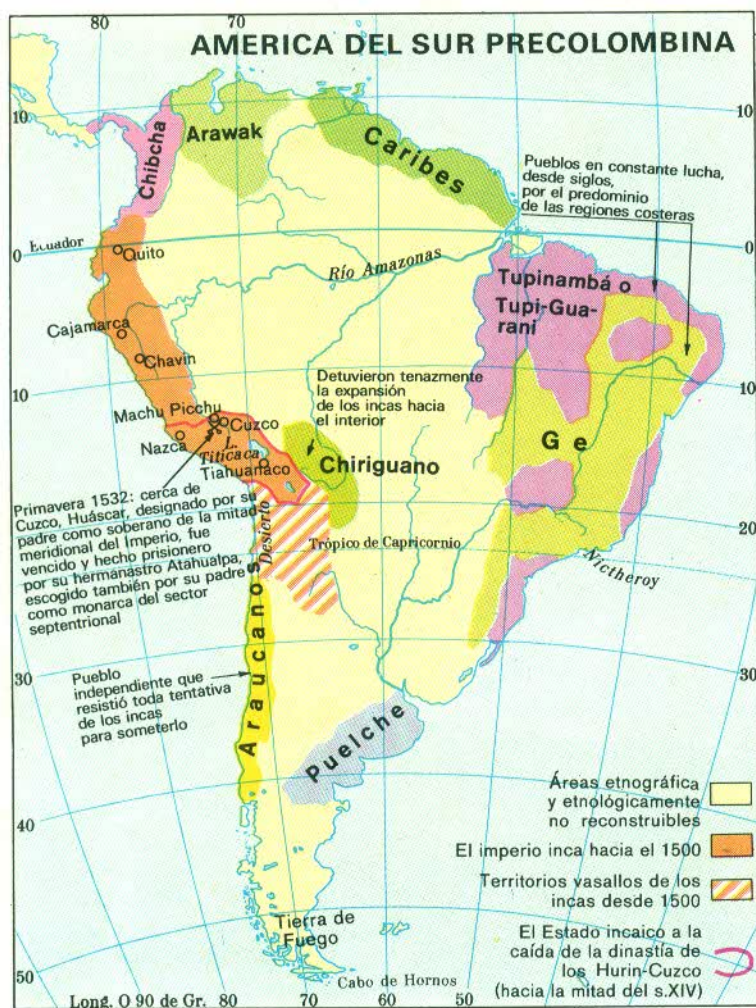 80
70
60
50
40
AMERICA DEL SUR PRECOLOMBINA
10
10
Chibcha
Arawak
Caribes
Pueblos en constante lucha,
desde siglos,
por el predominio
de las regiones costeras
Ecuador
0
0
Quito
Río Amazonas
Tupinambá o
Tupi-Gua-
rani
Cajamarca
Chavín
10
10
Detuvieron tenazmente
la expansión
de los incas hacia
el interior
Machu Picchu
Cuzco
Nazca
L.
Titicaca
Tiahuanaco
Chiriguano
Ge
Primavera 1532: cerca de
Cuzco, Huáscar, designado por su
padre como soberano de la mitad
meridional del Imperio, fue
vencido y hecho prisionero
por su hermanastro Atahualpa,
escogido también por su padre
como monarca del sector
septentrional
Desierto
Trópico de Capricornio
20
Nictheroy
30
30
Araucanos
Pueblo
independiente que
resistió toda tentativa
de los incas
para someterlo
Puelche
40
40
Áreas etnográfica
y etnológicamente
no reconstruibles
El imperio inca hacia el 1500
Territorios vasallos de los
incas desde 1500
El Estado incaico a la
caída de la dinastía de
los Hurin-Cuzco
(hacia la mitad del s.XIV)
Tierra de
Fuego
Cabo de Hornos
50
50
Long. O 90 de Gr.
80
70
60
50